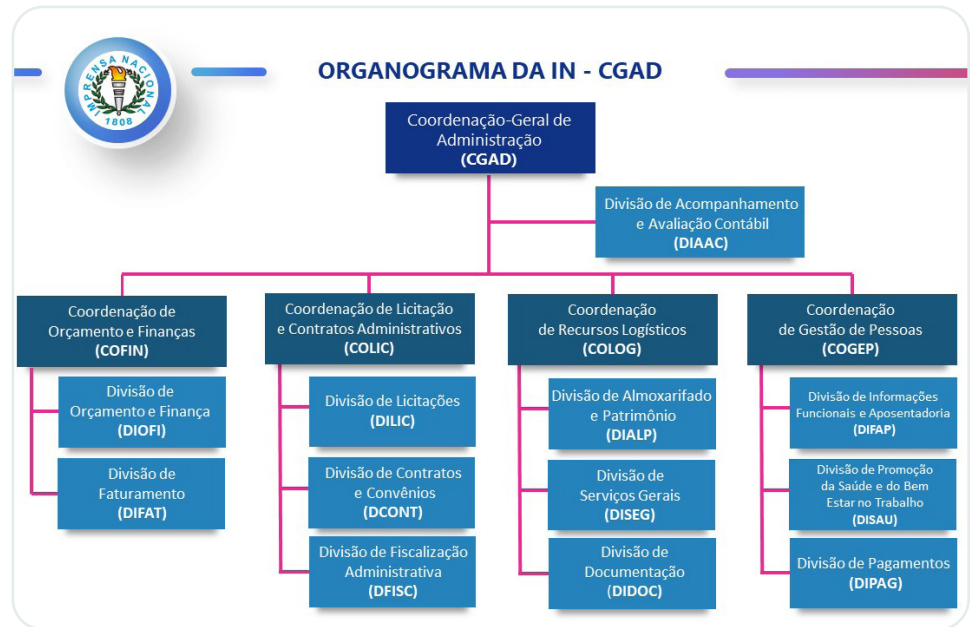 IMPRENSA NACIONAL
1808
ORGANOGRAMA DA IN - CGAD
Coordenação-Geral de
Administração
(CGAD)
Divisão de Acompanhamento
e Avaliação Contábil
(DIAAC)
Coordenação de
Orçamento e Finanças
(COFIN)
Divisão de
Orçamento e Finança
(DIOFI)
Divisão de
Faturamento
(DIFAT)
Coordenação de Licitação
e Contratos Administrativos
(COLIC)
Divisão de Licitações
(DILIC)
Divisão de Contratos
e Convênios
(DCONT)
Divisão de Fiscalização
Administrativa
(DFISC)
Coordenação
de Recursos Logísticos
(COLOG)
Divisão de Almoxarifado
e Patrimônio
(DIALP)
Divisão de
Serviços Gerais
(DISEG)
Divisão de
Documentação
(DIDOC)
Coordenação
de Gestão de Pessoas
(COGEP)
Divisão de Informações
Funcionais e Aposentadoria
(DIFAP)
Divisão de Promoção
da Saúde e do Bem
Estar no Trabalho
(DISAU)
Divisão de Pagamentos
(DIPAG)